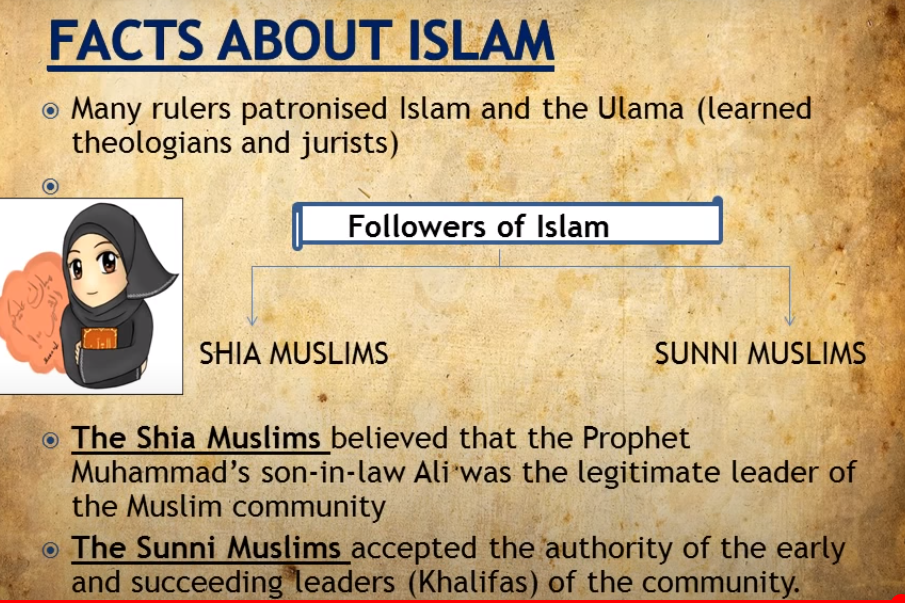 FACTS ABOUT ISLAM
Many rulers patronised Islam and the Ulama (learned
theologians and jurists)
Followers of Islam
SHIA MUSLIMS
SUNNI MUSLIMS
مبارك عليكم
The Shia Muslims believed that the Prophet
Muhammad’s son-in-law Ali was the legitimate leader of
the Muslim community
The Sunni Muslims accepted the authority of the early
and succeeding leaders (Khalifas) of the community.